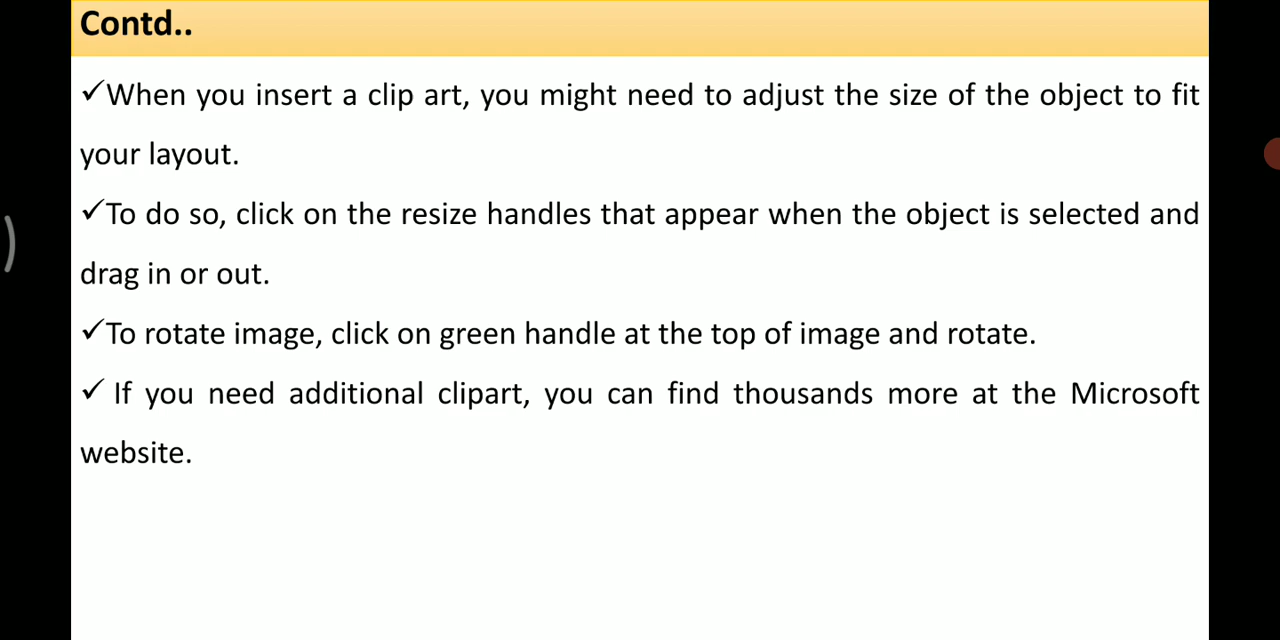 Contd..
✓When you insert a clip art, you might need to adjust the size of the object to fit
your layout.
✓To do so, click on the resize handles that appear when the object is selected and
drag in or out.
✓To rotate image, click on green handle at the top of image and rotate.
✓ If you need additional clipart, you can find thousands more at the Microsoft
website.